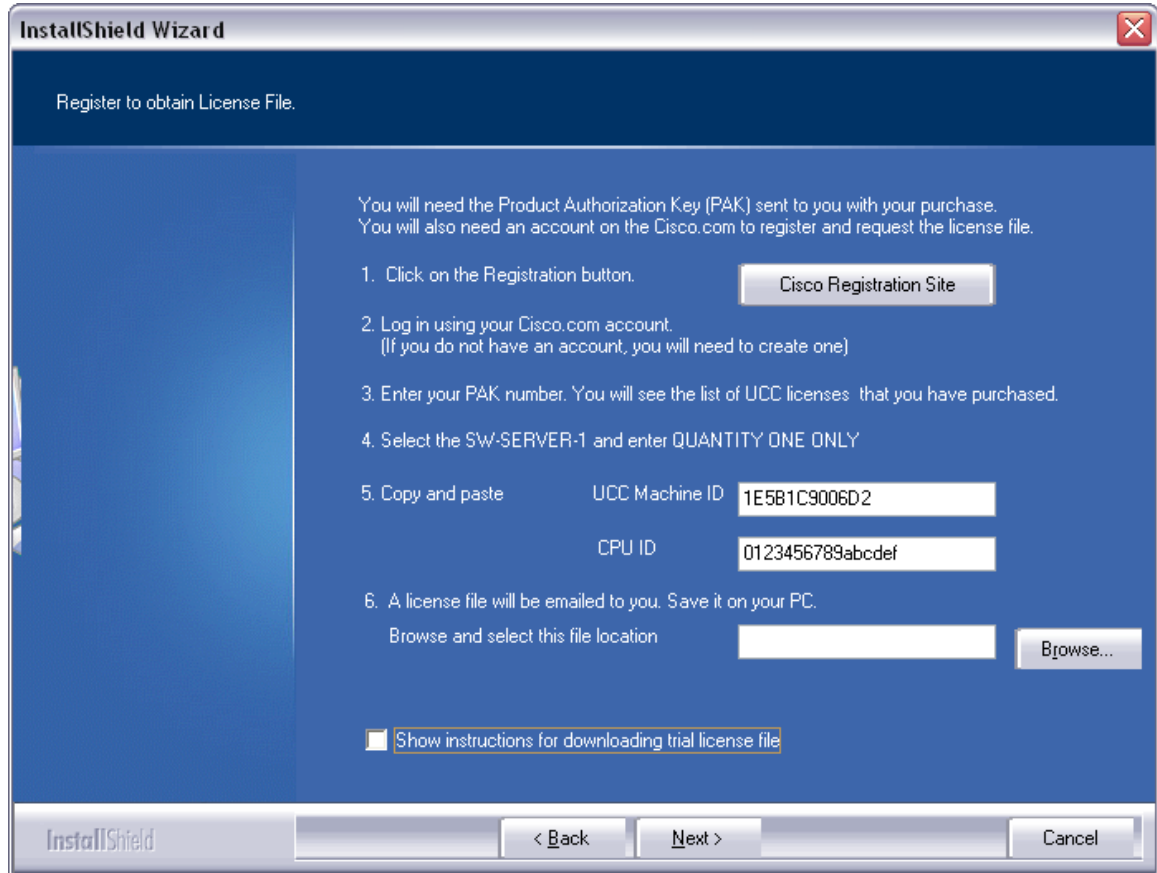 InstallShield Wizard
Register to obtain License File.
You will need the Product Authorization Key (PAK) sent to you with your purchase.
You will also need an account on the Cisco.com to register and request the license file.
1. Click on the Registration button.
Cisco Registration Site
2. Log in using your Cisco.com account.
(If you do not have an account, you will need to create one)
3. Enter your PAK number. You will see the list of UCC licenses that you have purchased.
4. Select the SW-SERVER-1 and enter QUANTITY ONE ONLY
5. Copy and paste UCC Machine ID 1E5B1C9006D2
CPU ID 0123456789abcdef
6. A license file will be emailed to you. Save it on your PC.
Browse and select this file location
Browse...
Show instructions for downloading trial license file
InstallShield
< Back
Next >
Cancel